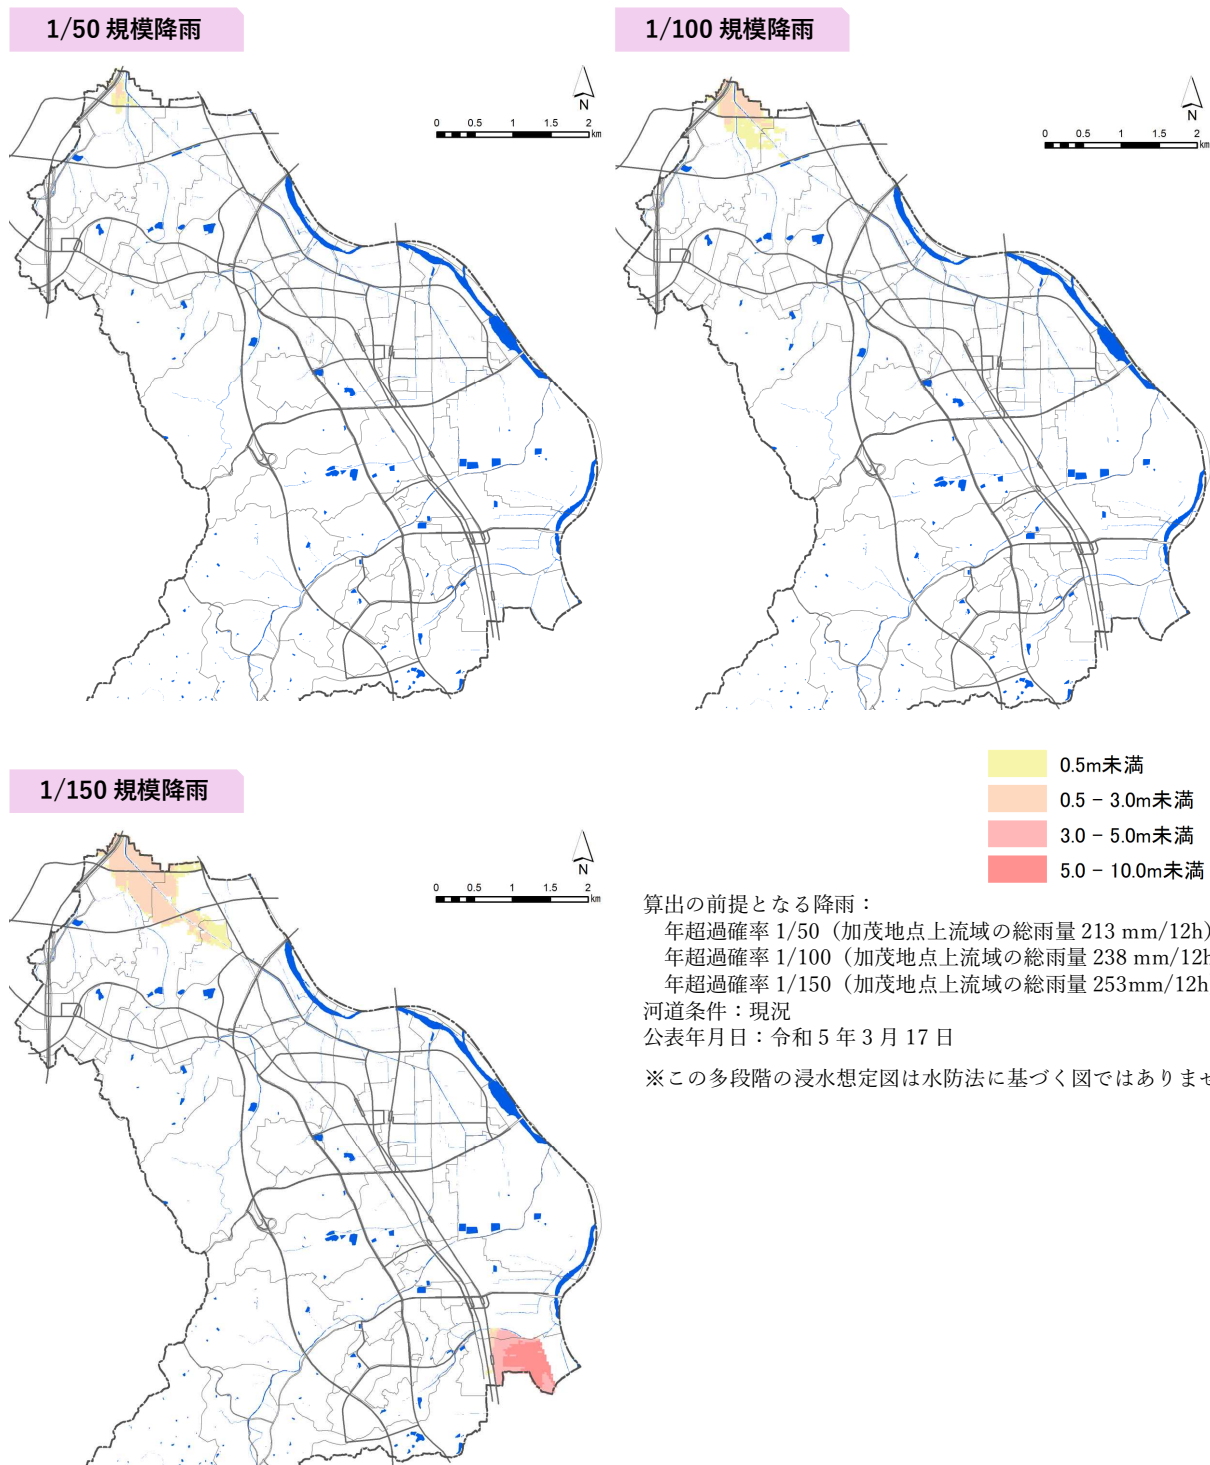 1/50 規模降雨
1/100 規模降雨
N
0 0.5 1 1.5 2
km
N
0 0.5 1 1.5 2
km
1/150 規模降雨
N
0 0.5 1 1.5 2
km
0.5m未満
0.5 − 3.0m未満
3.0 − 5.0m未満
5.0 − 10.0m未満
算出の前提となる降雨：
年超過確率 1/50（加茂地点上流域の総雨量 213 mm/12h）
年超過確率 1/100（加茂地点上流域の総雨量 238 mm/12h
年超過確率 1/150（加茂地点上流域の総雨量 253mm/12h
河道条件：現況
公表年月日：令和 5 年 3 月 17 日
※この多段階の浸水想定図は水防法に基づく図ではありませ